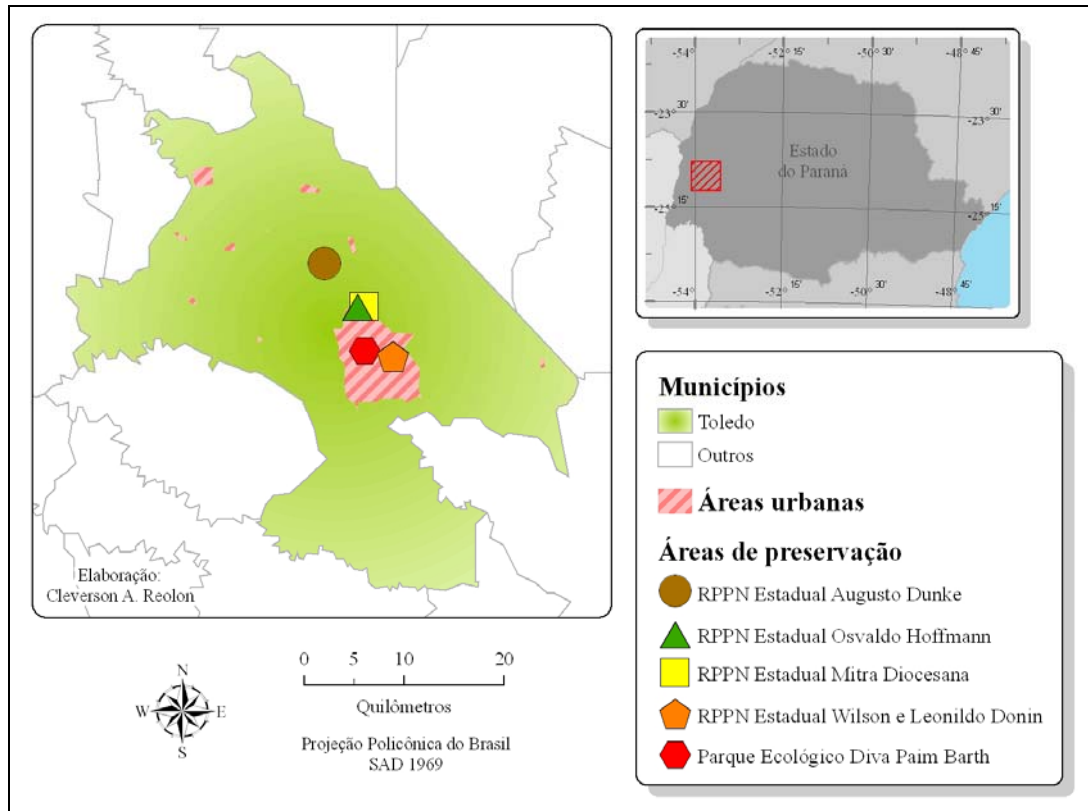 Elaboração:
Cleverson A. Reolon
N
W E
S
0 5 10 20
Quilômetros
Projeção Policônica do Brasil
SAD 1969
-54° -52° 15' -50° 30' -48° 45'
-23° 30' -23° 30'
Estado
do Paraná
-25° 15' -25° 15'
-54° -52° 15' -50° 30' -48° 45'
Municípios
Toledo
Outros
Áreas urbanas
Áreas de preservação
RPPN Estadual Augusto Dunke
RPPN Estadual Osvaldo Hoffmann
RPPN Estadual Mitra Diocesana
RPPN Estadual Wilson e Leonildo Donin
Parque Ecológico Diva Paim Barth